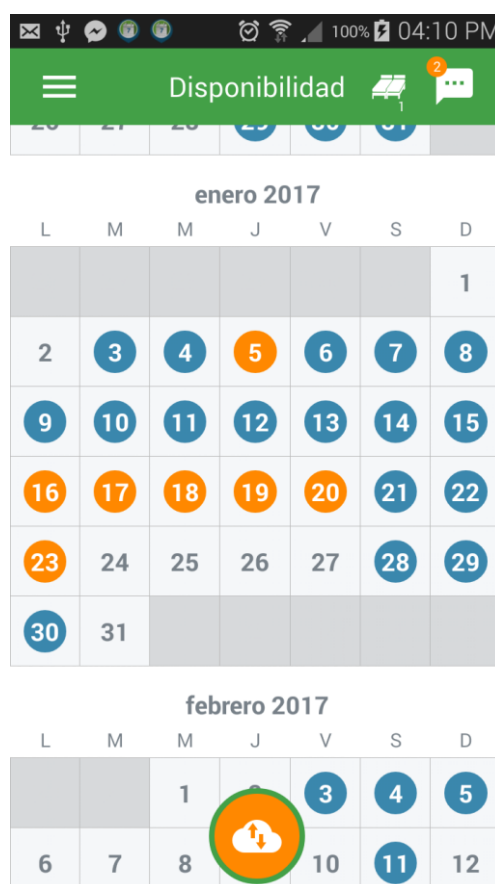 100% 04:10 PM
Disponibilidad 1 2
enero 2017
L M M J V S D
1
2 3 4 5 6 7 8
9 10 11 12 13 14 15
16 17 18 19 20 21 22
23 24 25 26 27 28 29
30 31
febrero 2017
L M M J V S D
1 3 4 5
6 7 8 10 11 12